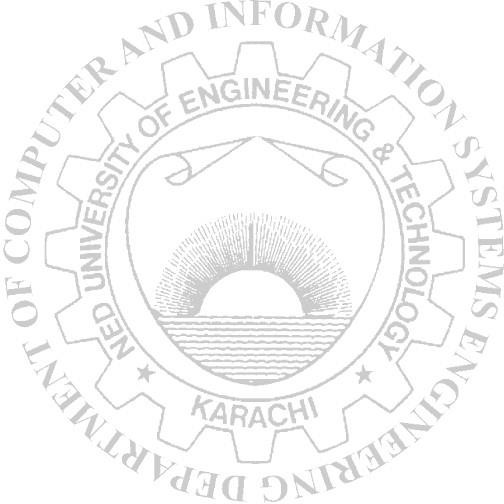 DEPARTMENT OF COMPUTER AND INFORMATION SYSTEMS ENGINEERING
NED UNIVERSITY OF ENGINEERING & TECHNOLOGY
KARACHI